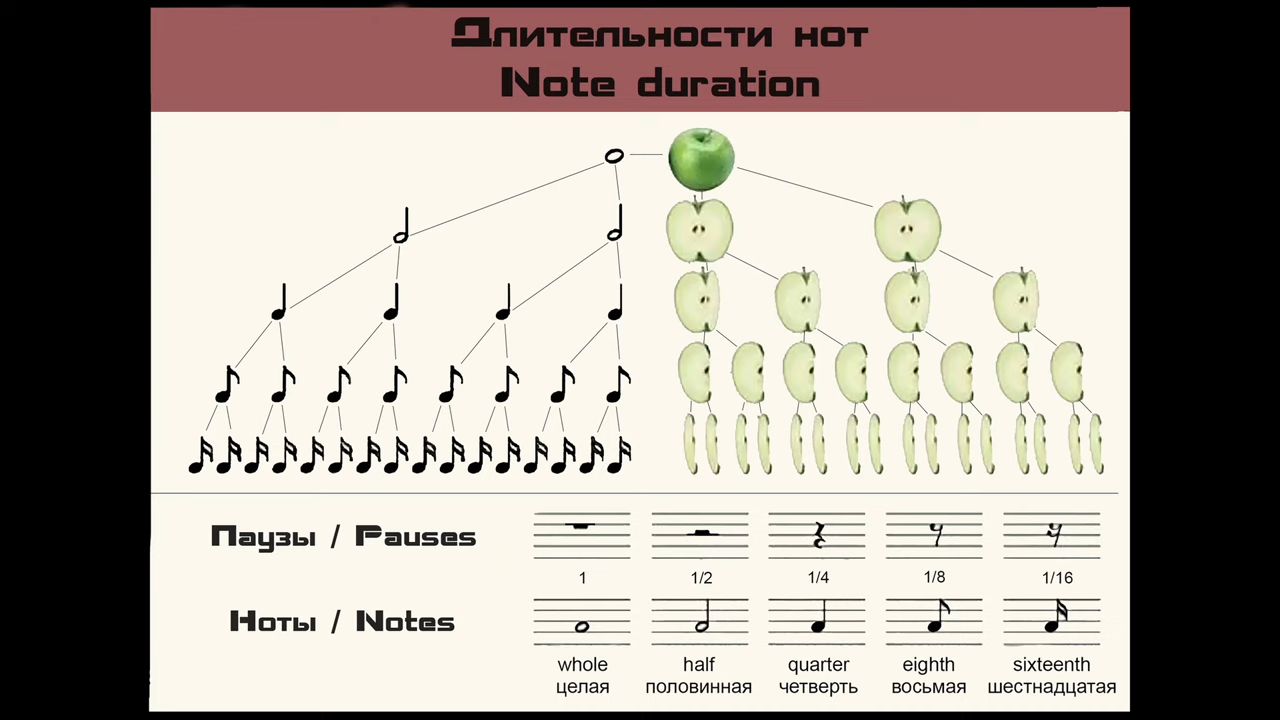 Длительности нот
Note duration
Паузы / Pauses
1 1/2 1/4 1/8 1/16
Ноты / Notes
whole half quarter eighth sixteenth
целая половинная четверть восьмая шестнадцатая